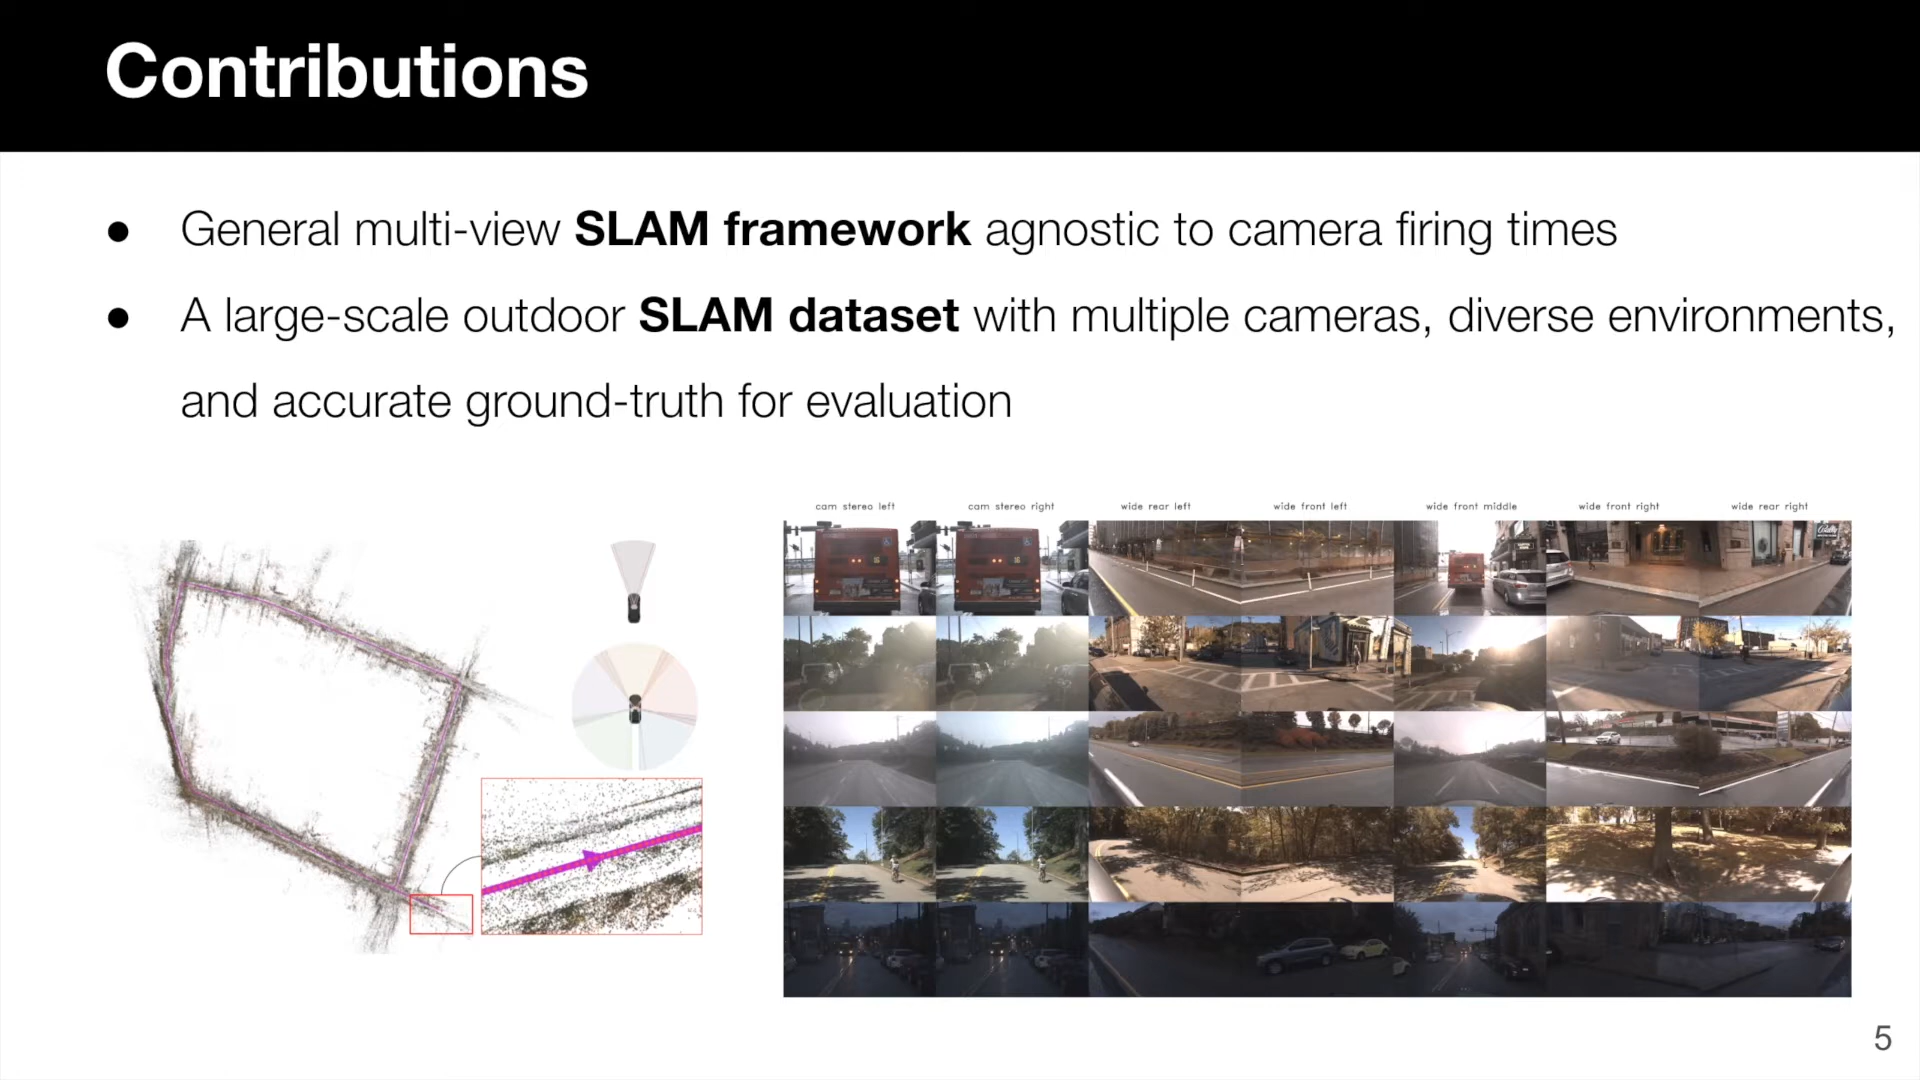 Contributions
● General multi-view SLAM framework agnostic to camera firing times
● A large-scale outdoor SLAM dataset with multiple cameras, diverse environments,
and accurate ground-truth for evaluation
cam stereo left cam stereo right wide rear left wide front left wide front middle wide front right wide rear right
5